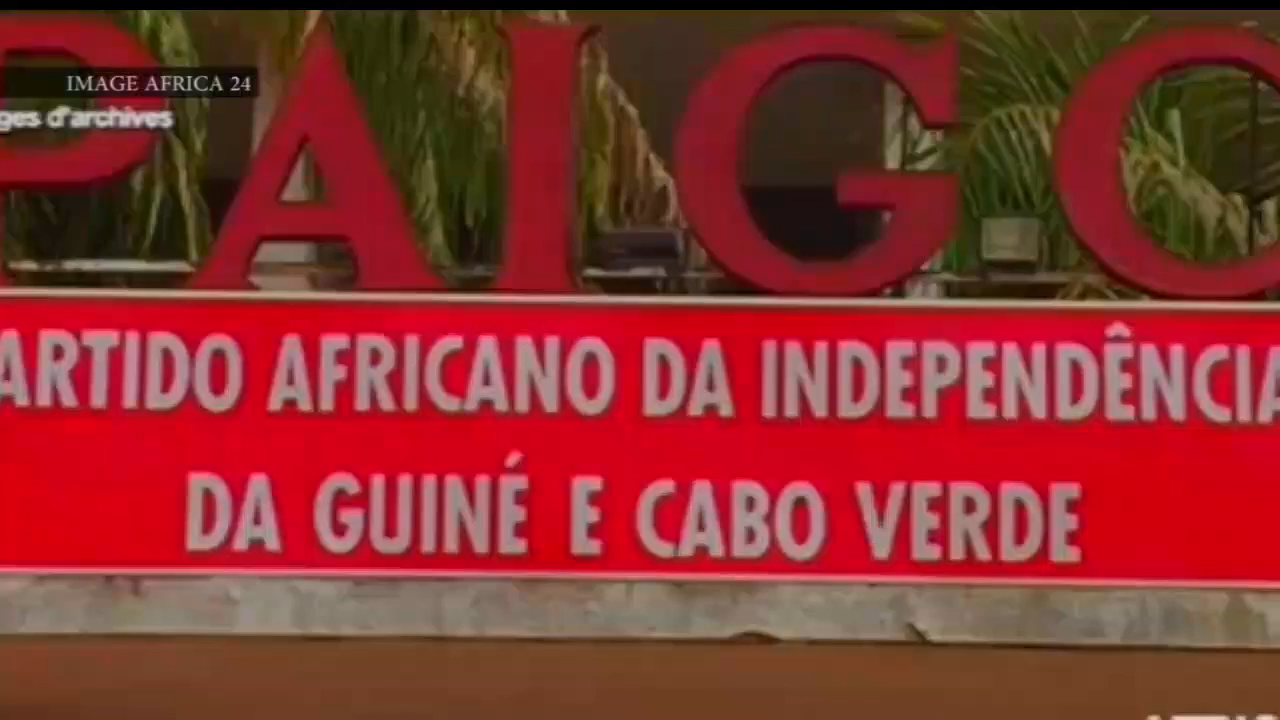 PAIGC
IMAGE AFRICA 24
ges d'archives
ARTIDO AFRICANO DA INDEPENDÊNCIA
DA GUINÉ E CABO VERDE